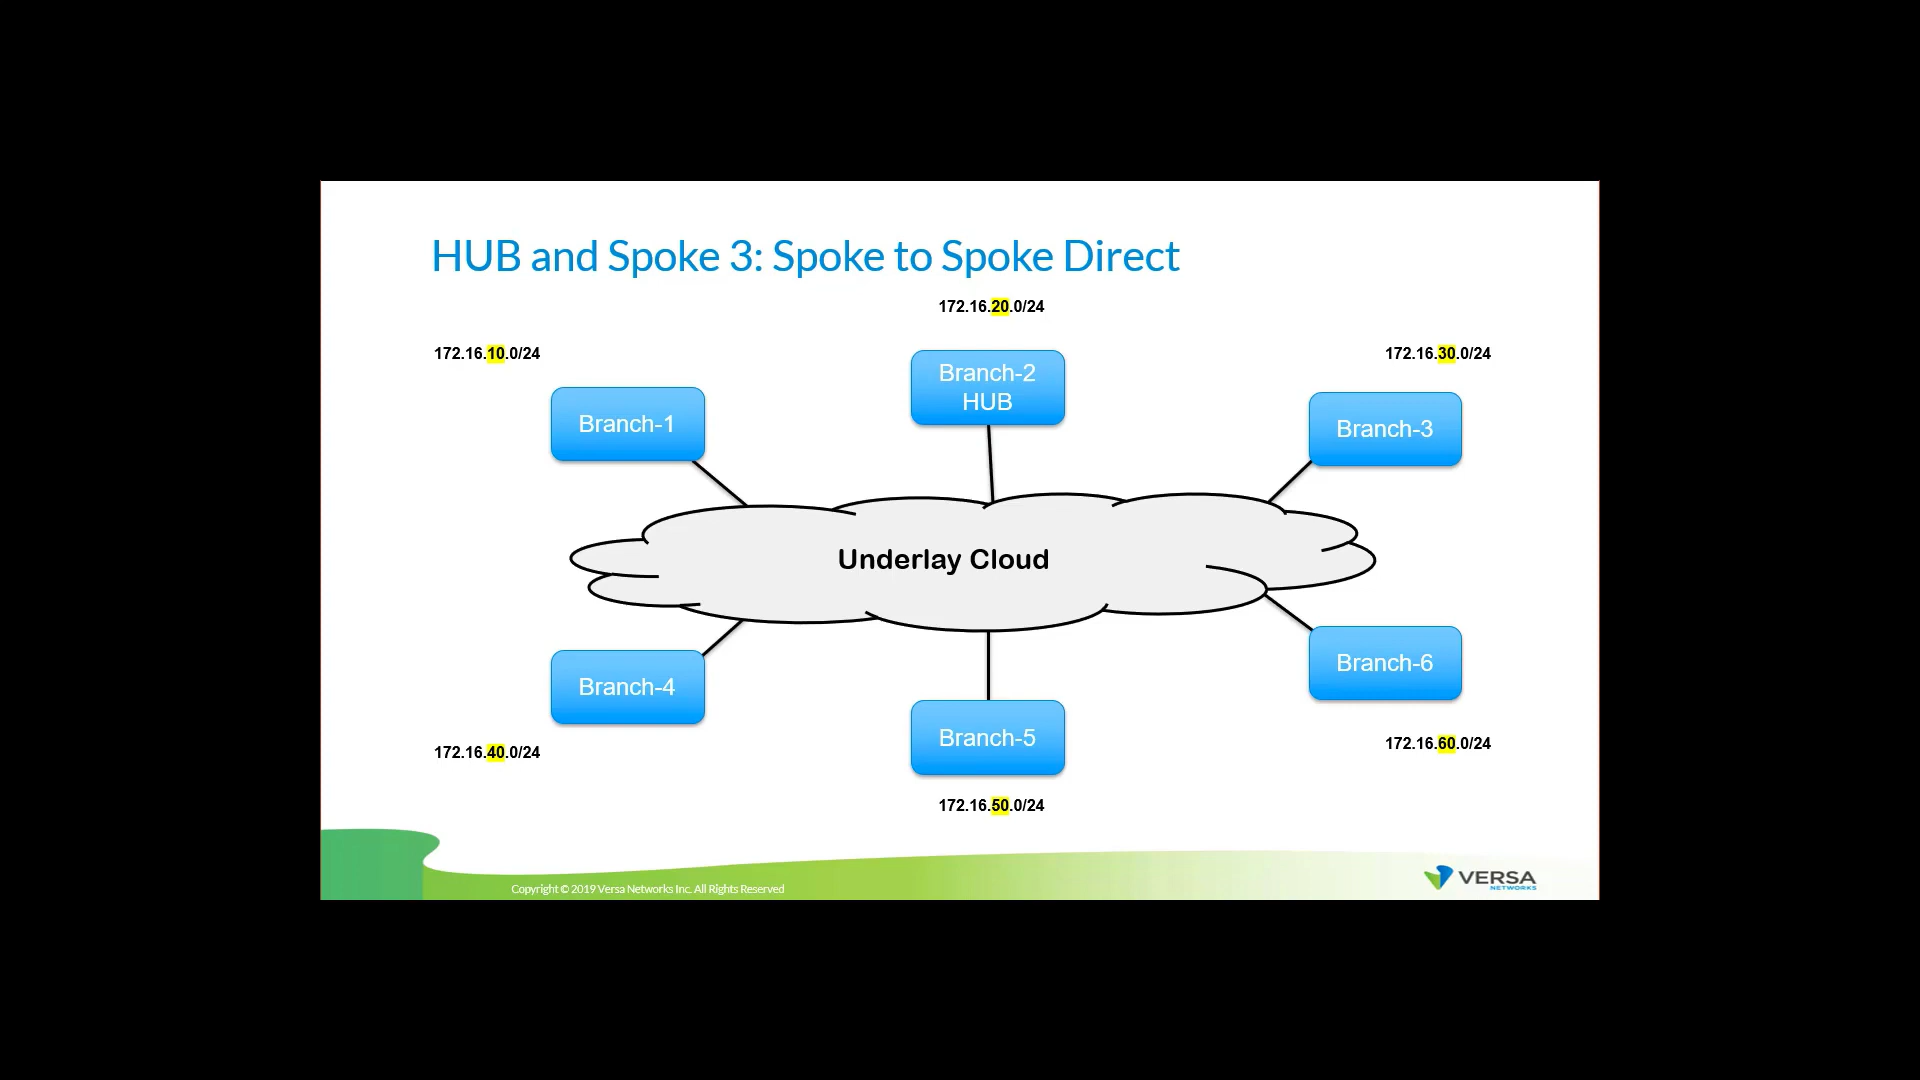 HUB and Spoke 3: Spoke to Spoke Direct
172.16.20.0/24
172.16.10.0/24
172.16.30.0/24
Branch-2
HUB
Branch-1
Branch-3
Underlay Cloud
Branch-6
Branch-4
Branch-5
172.16.60.0/24
172.16.40.0/24
172.16.50.0/24
Copyright © 2019 Versa Networks Inc. All Rights Reserved
VERSA
NETWORKS